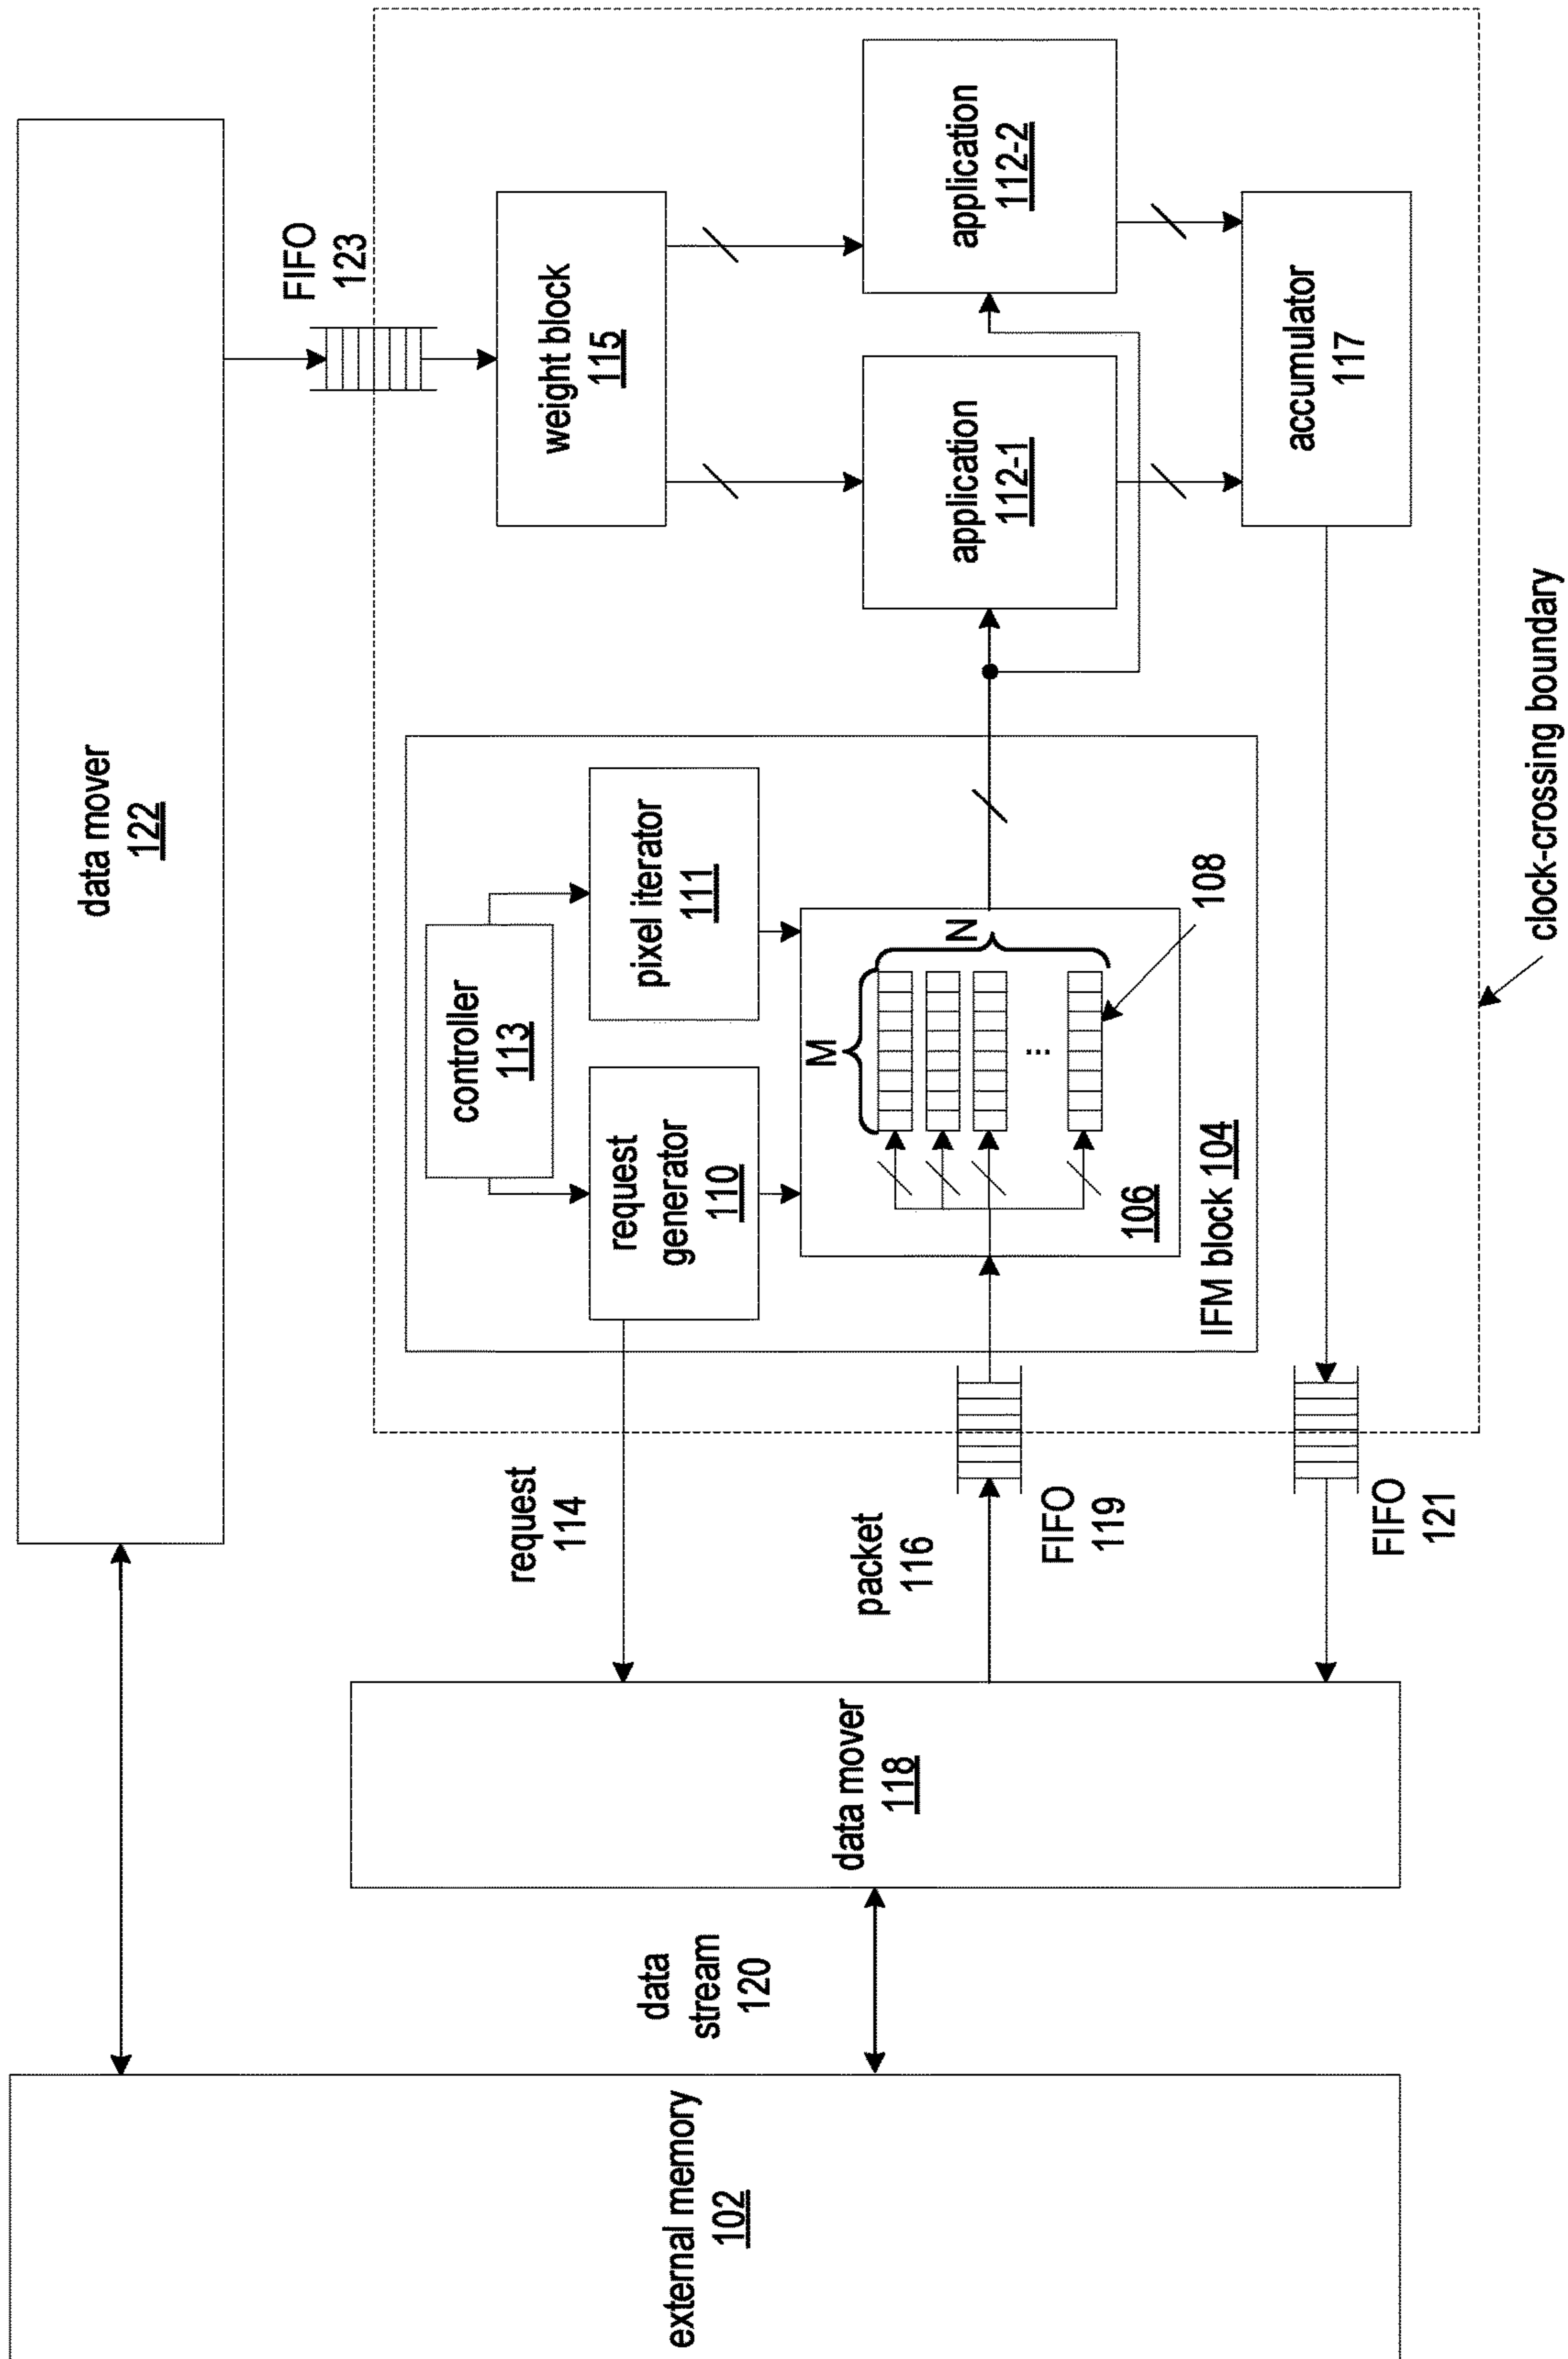 data mover
122
FIFO
123
weight block
115
application
112-1
application
112-2
accumulator
117
controller
113
request
generator
110
pixel iterator
111
M
N
108
106
IFM block 104
request
114
packet
116
FIFO
119
FIFO
121
data mover
118
data
stream
120
external memory
102
clock-crossing boundary